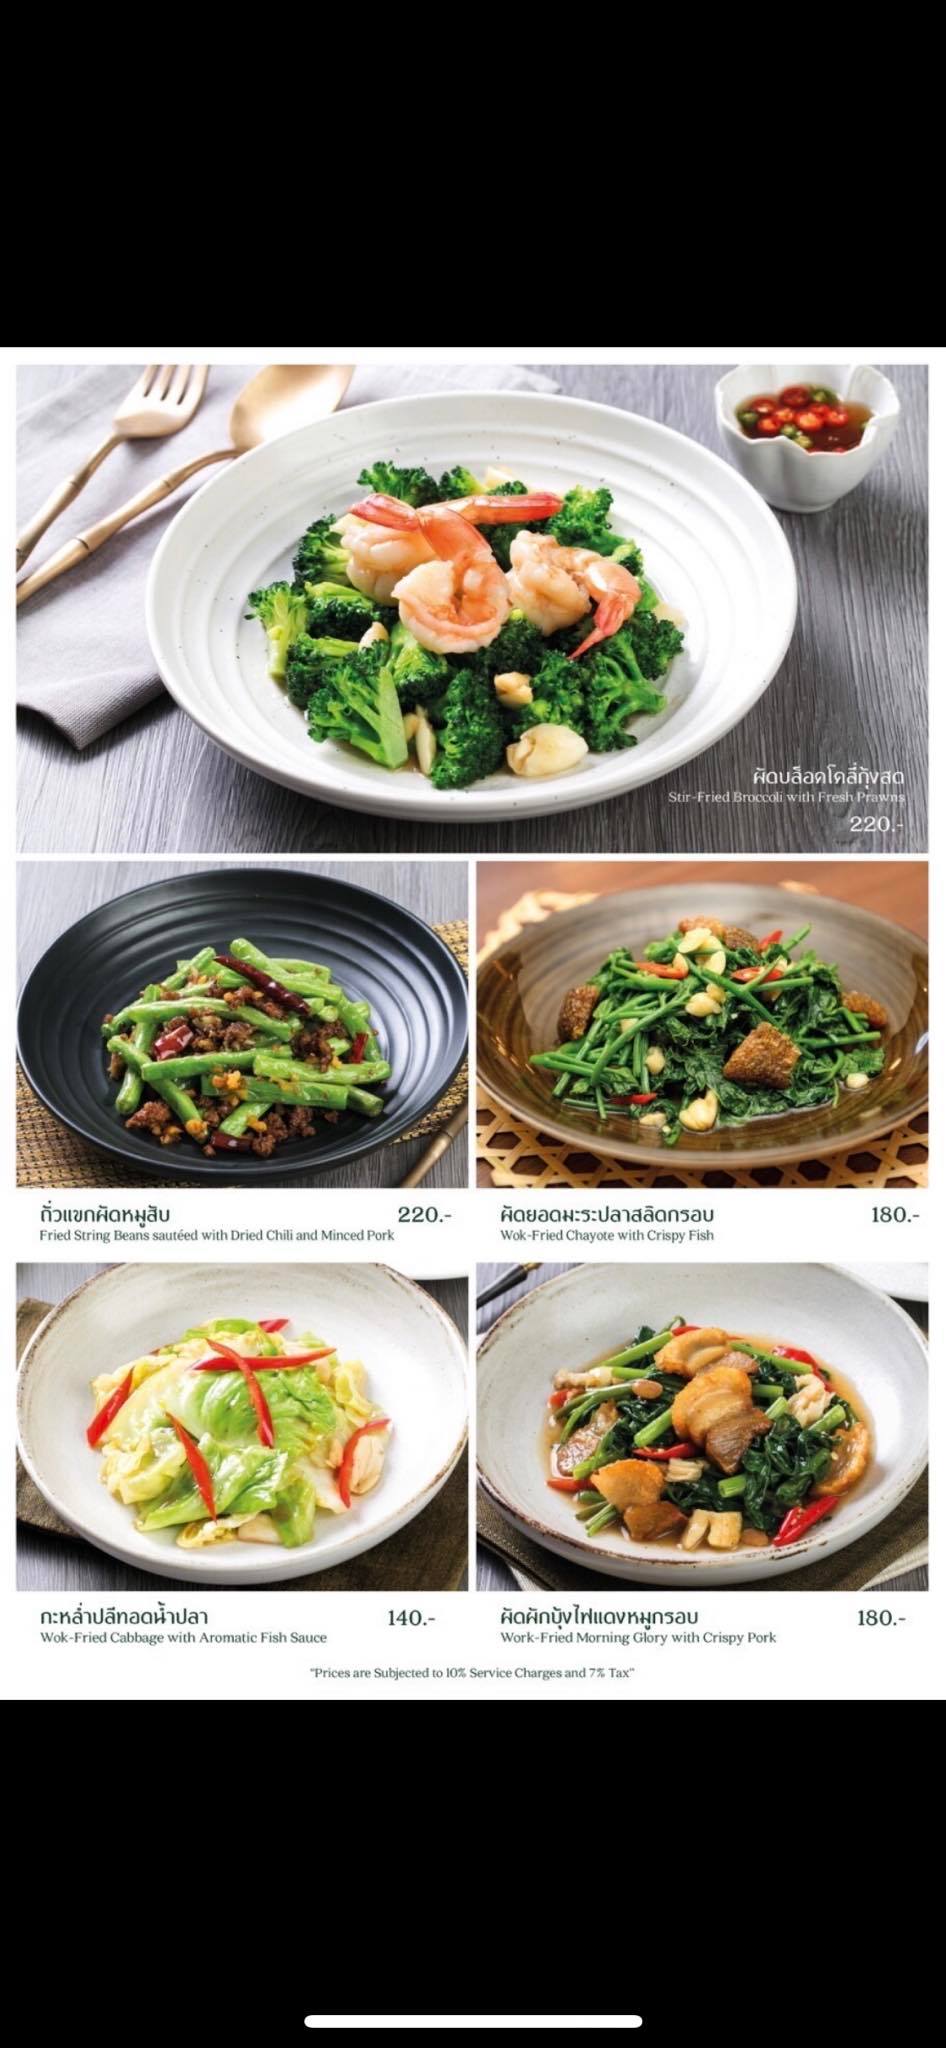 ผัดบล็อคโคลี่กุ้งสด
Stir-Fried Broccoli with Fresh Prawns
220.-
ถั่วแขกผัดหมูสับ 220.-
Fried String Beans sautéed with Dried Chili and Minced Pork
ผัดยอดมะระปลาสลิดกรอบ 180.-
Wok-Fried Chayote with Crispy Fish
กะหล่ำปลีทอดน้ำปลา 140.-
Wok-Fried Cabbage with Aromatic Fish Sauce
ผัดผักบุ้งไฟแดงหมูกรอบ 180.-
Work-Fried Morning Glory with Crispy Pork
"Prices are Subjected to 10% Service Charges and 7% Tax"